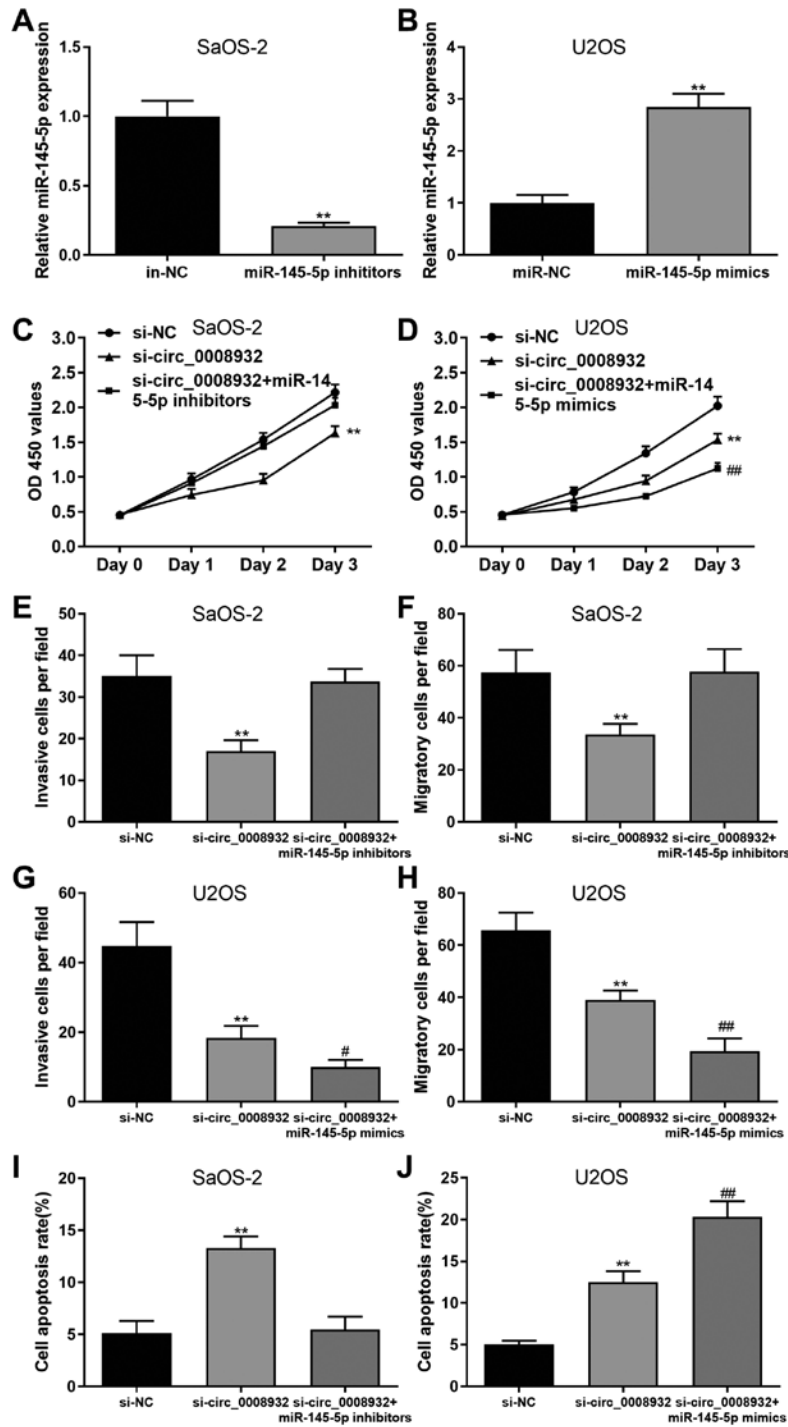 A
SaOS-2
Relative miR-145-5p expression
1.5
1.0
0.5
0.0
**
in-NC
miR-145-5p inhititors
B
U2OS
Relative miR-145-5p expression
4
3
2
1
0
**
miR-NC
miR-145-5p mimics
C
SaOS-2
OD 450 values
3.0
2.5
2.0
1.5
1.0
0.5
0.0
si-NC
si-circ_0008932
si-circ_0008932+miR-14
5-5p inhibitors
**
Day 0
Day 1
Day 2
Day 3
D
U2OS
OD 450 values
3.0
2.5
2.0
1.5
1.0
0.5
0.0
si-NC
si-circ_0008932
si-circ_0008932+miR-14
5-5p mimics
**
##
Day 0
Day 1
Day 2
Day 3
E
SaOS-2
Invasive cells per field
50
40
30
20
10
0
**
si-NC
si-circ_0008932
si-circ_0008932+
miR-145-5p inhibitors
F
SaOS-2
Migratory cells per field
80
60
40
20
0
**
si-NC
si-circ_0008932
si-circ_0008932+
miR-145-5p inhibitors
G
U2OS
Invasive cells per field
60
40
20
0
**
#
si-NC
si-circ_0008932
si-circ_0008932+
miR-145-5p mimics
H
U2OS
Migratory cells per field
80
60
40
20
0
**
##
si-NC
si-circ_0008932
si-circ_0008932+
miR-145-5p mimics
I
SaOS-2
Cell apoptosis rate(%)
20
15
10
5
0
**
si-NC
si-circ_0008932
si-circ_0008932+
miR-145-5p inhibitors
J
U2OS
Cell apoptosis rate(%)
25
20
15
10
5
0
**
##
si-NC
si-circ_0008932
si-circ_0008932+
miR-145-5p mimics